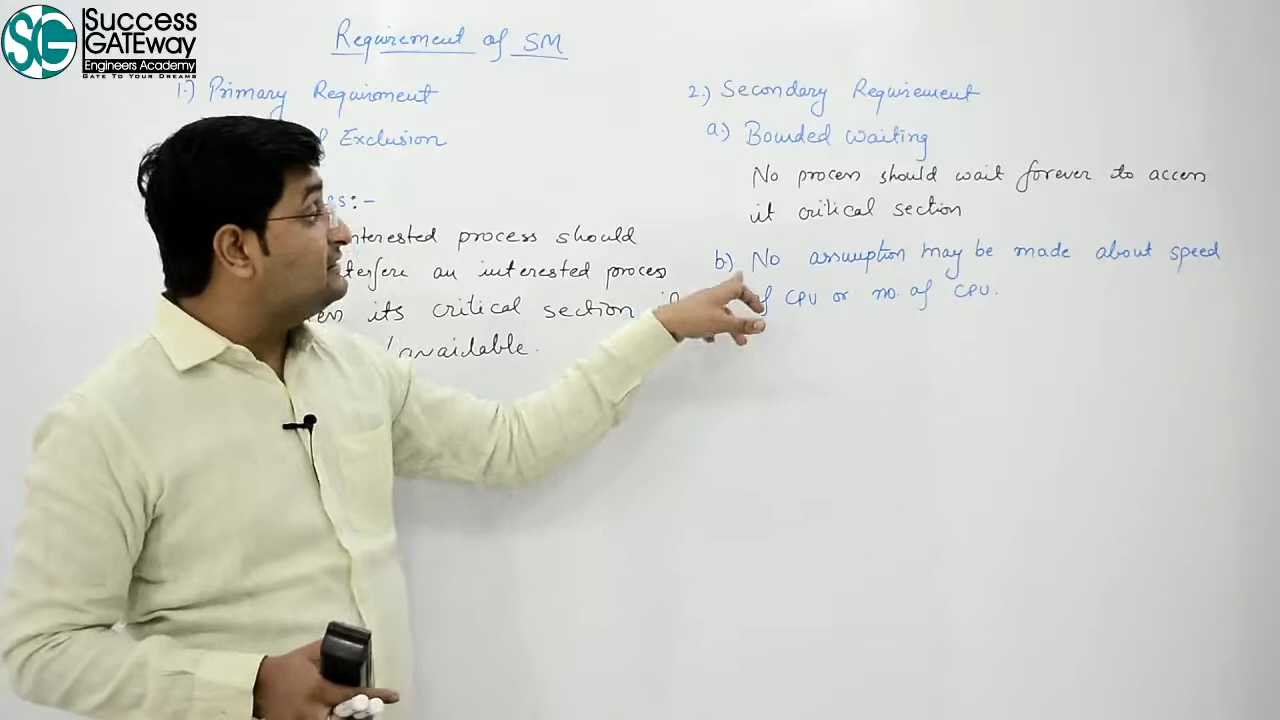 SG
Success
GATEway
Engineers Academy
GATE TO YOUR DREAMS
Requirement of SM
1.) Primary Requirement
Exclusion
interested process should
an interested process
its critical section
available.
2.) Secondary Requirement
a.) Bounded waiting
No process should wait forever to access
it critical section
b) No assumption may be made about speed
of CPU or no. of CPU.